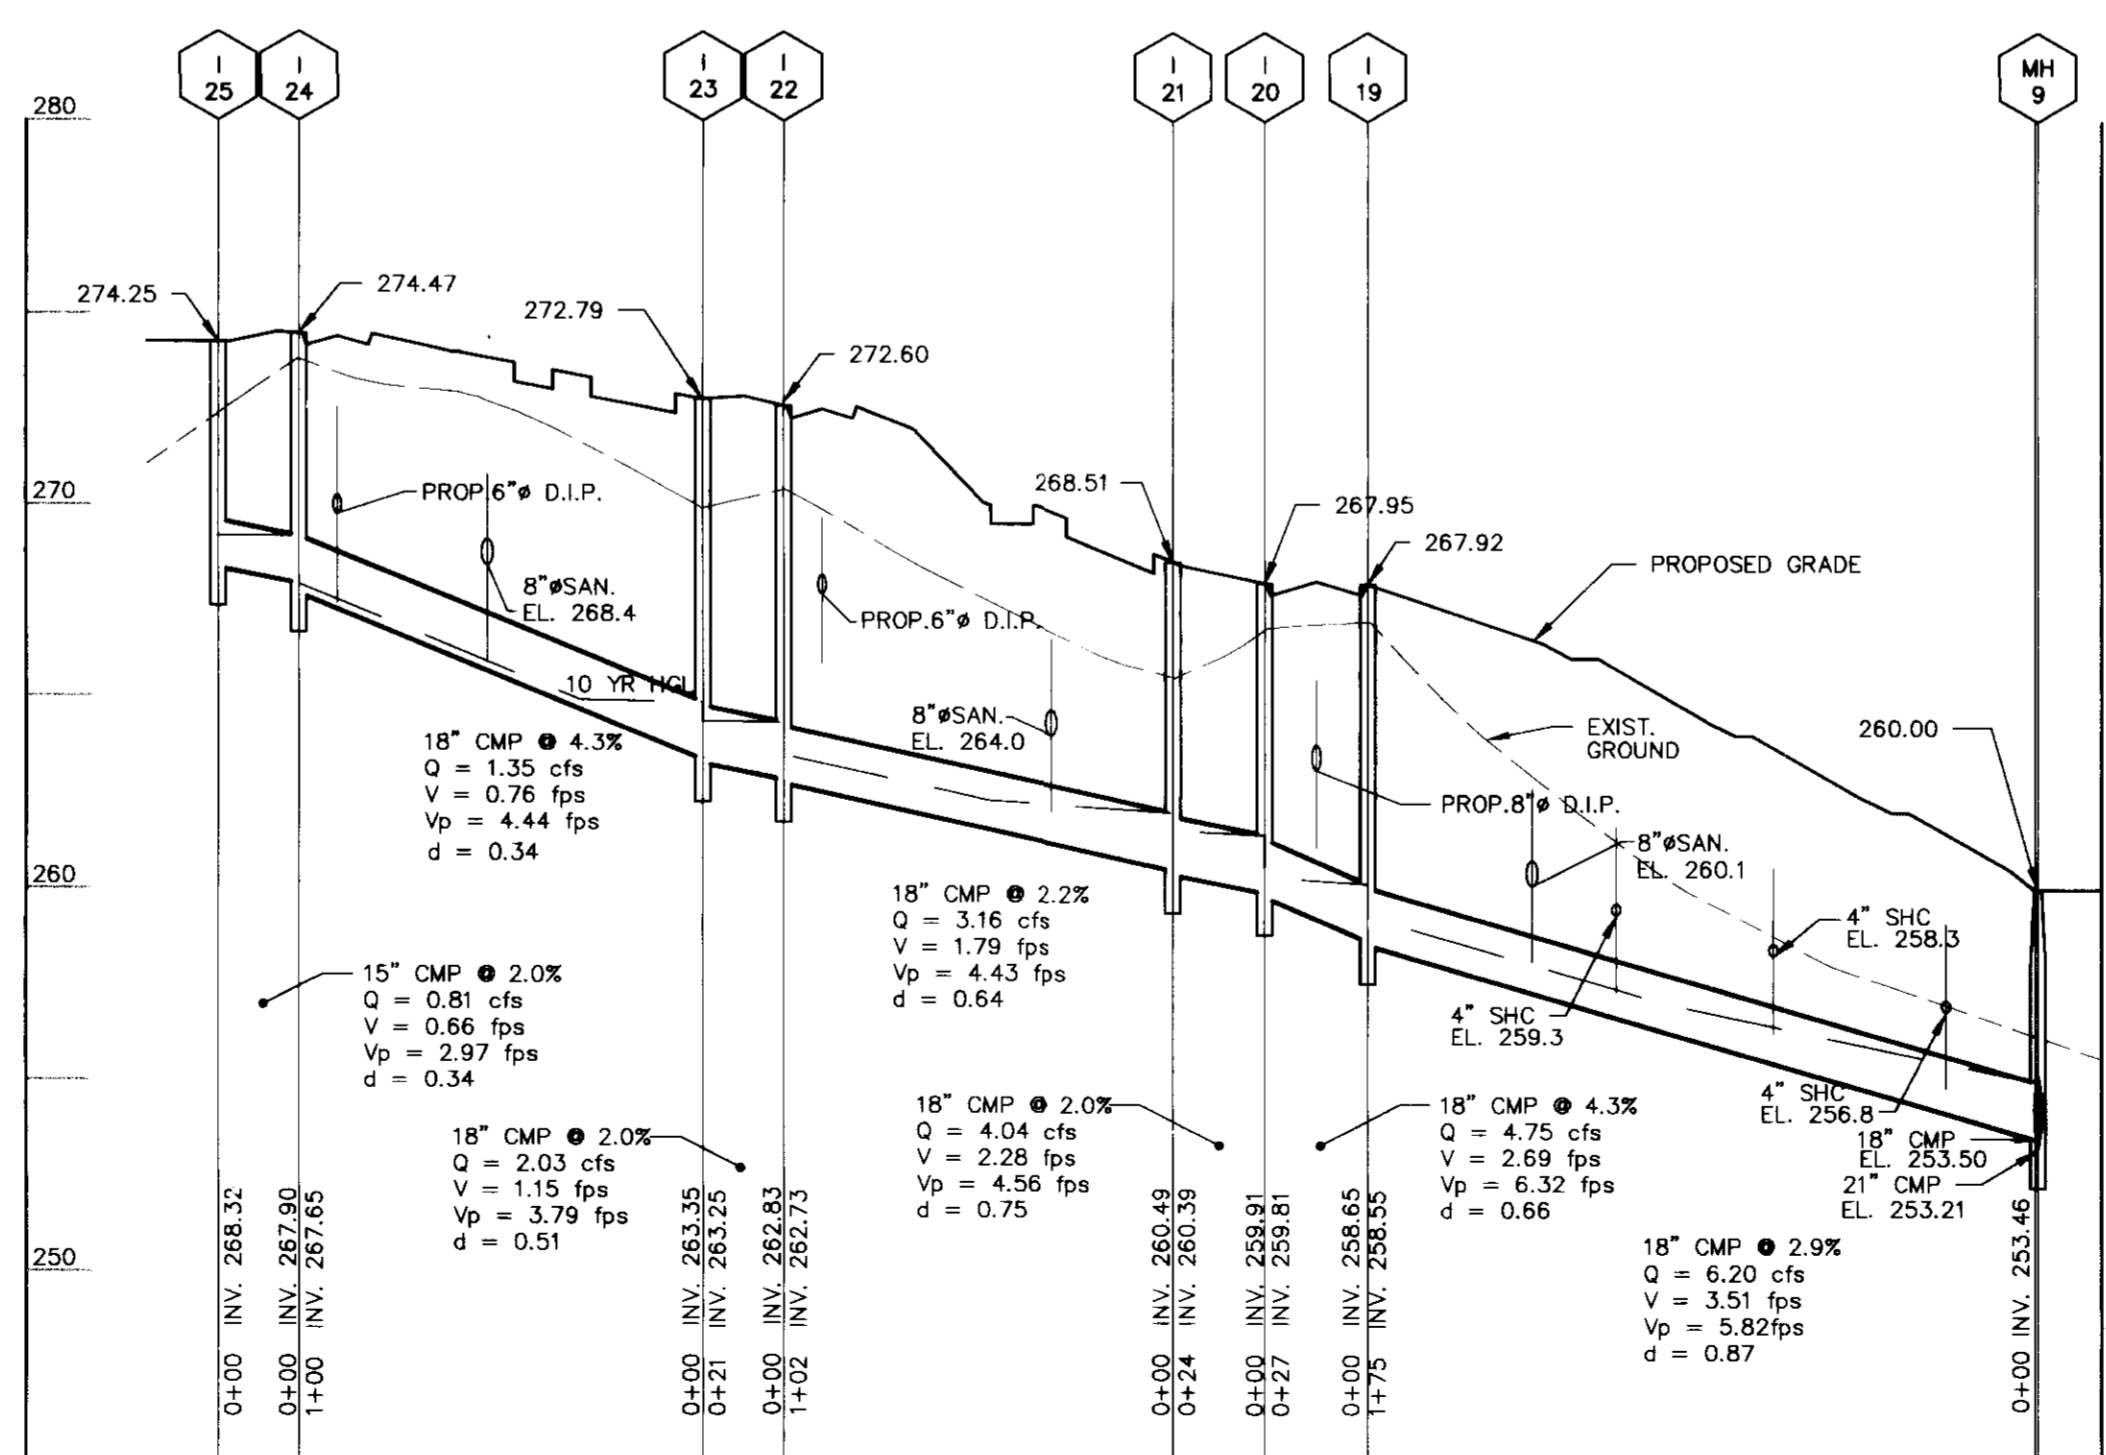 I
25
I
24
I
23
I
22
I
21
I
20
I
19
MH
9
280
270
260
250
274.25
274.47
272.79
272.60
268.51
267.95
267.92
260.00
PROPOSED GRADE
EXIST.
GROUND
PROP.6"ø D.I.P.
8"øSAN.
EL. 268.4
10 YR HGL
PROP.6"ø D.I.P.
8"øSAN.
EL. 264.0
PROP.8"ø D.I.P.
8"øSAN.
EL. 260.1
4" SHC
EL. 258.3
4" SHC
EL. 259.3
4" SHC
EL. 256.8
18" CMP
EL. 253.50
21" CMP
EL. 253.21
18" CMP @ 4.3%
Q = 1.35 cfs
V = 0.76 fps
Vp = 4.44 fps
d = 0.34
15" CMP @ 2.0%
Q = 0.81 cfs
V = 0.66 fps
Vp = 2.97 fps
d = 0.34
18" CMP @ 2.0%
Q = 2.03 cfs
V = 1.15 fps
Vp = 3.79 fps
d = 0.51
18" CMP @ 2.2%
Q = 3.16 cfs
V = 1.79 fps
Vp = 4.43 fps
d = 0.64
18" CMP @ 2.0%
Q = 4.04 cfs
V = 2.28 fps
Vp = 4.56 fps
d = 0.75
18" CMP @ 4.3%
Q = 4.75 cfs
V = 2.69 fps
Vp = 6.32 fps
d = 0.66
18" CMP @ 2.9%
Q = 6.20 cfs
V = 3.51 fps
Vp = 5.82fps
d = 0.87
0+00 INV. 268.32
0+00 INV. 267.90
1+00 INV. 267.65
0+00 INV. 263.35
0+21 INV. 263.25
0+00 INV. 262.83
1+02 INV. 262.73
0+00 INV. 260.49
0+24 INV. 260.39
0+00 INV. 259.91
0+27 INV. 259.81
0+00 INV. 258.65
1+75 INV. 258.55
0+00 INV. 253.46